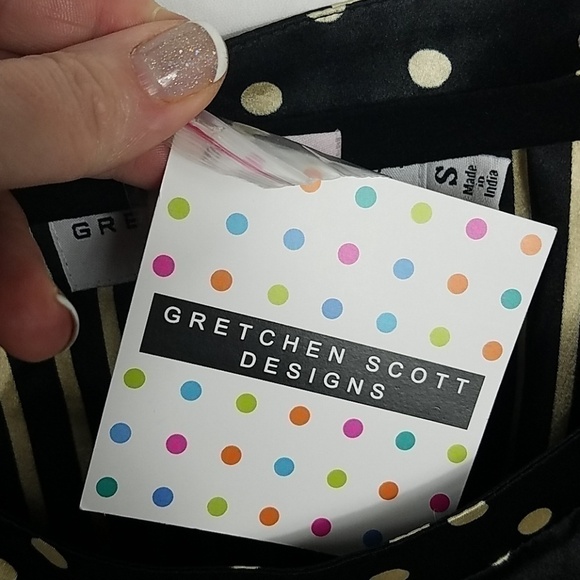 S
Made
in
India
GRE
GRETCHEN SCOTT
DESIGNS